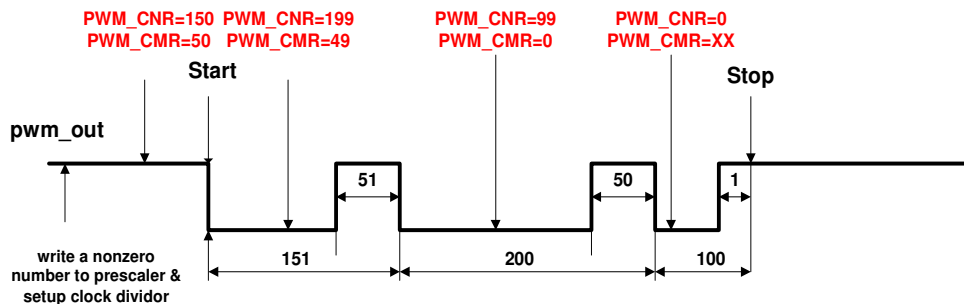 PWM_CNR=150
PWM_CMR=50
PWM_CNR=199
PWM_CMR=49
PWM_CNR=99
PWM_CMR=0
PWM_CNR=0
PWM_CMR=XX
Start
Stop
pwm_out
51
50
1
151
200
100
write a nonzero
number to prescaler &
setup clock dividor